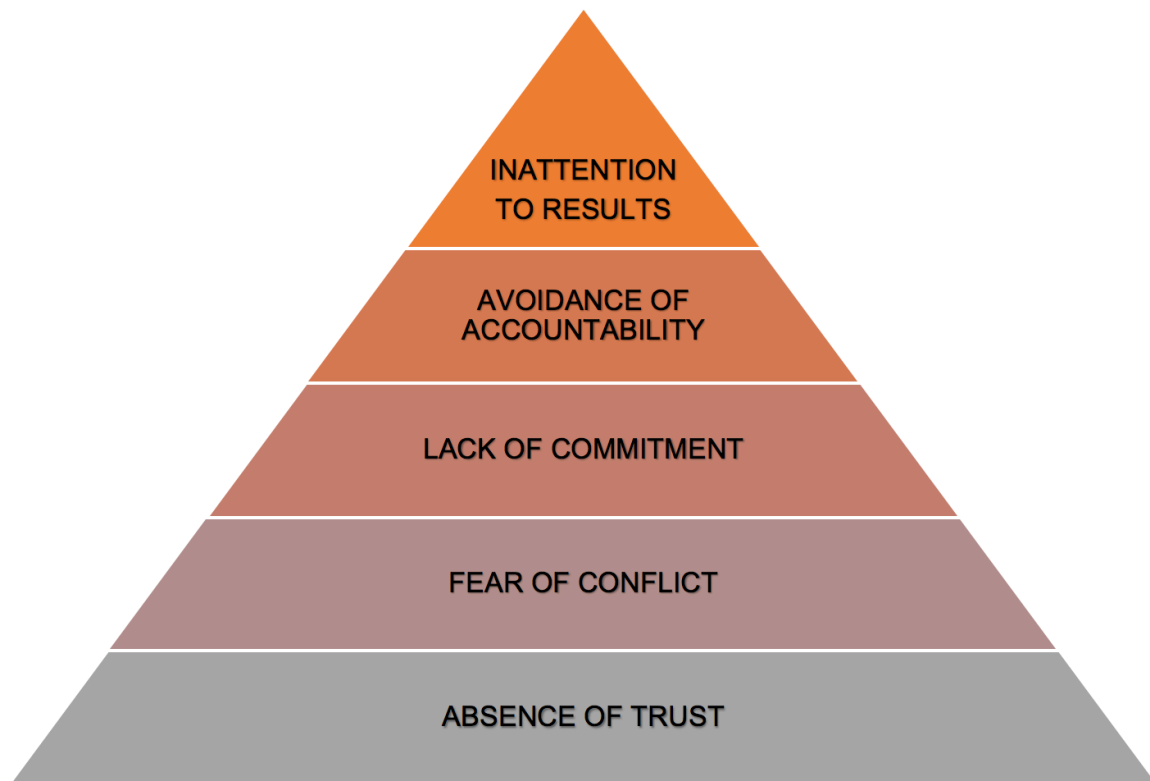 INATTENTION
TO RESULTS
AVOIDANCE OF
ACCOUNTABILITY
LACK OF COMMITMENT
FEAR OF CONFLICT
ABSENCE OF TRUST